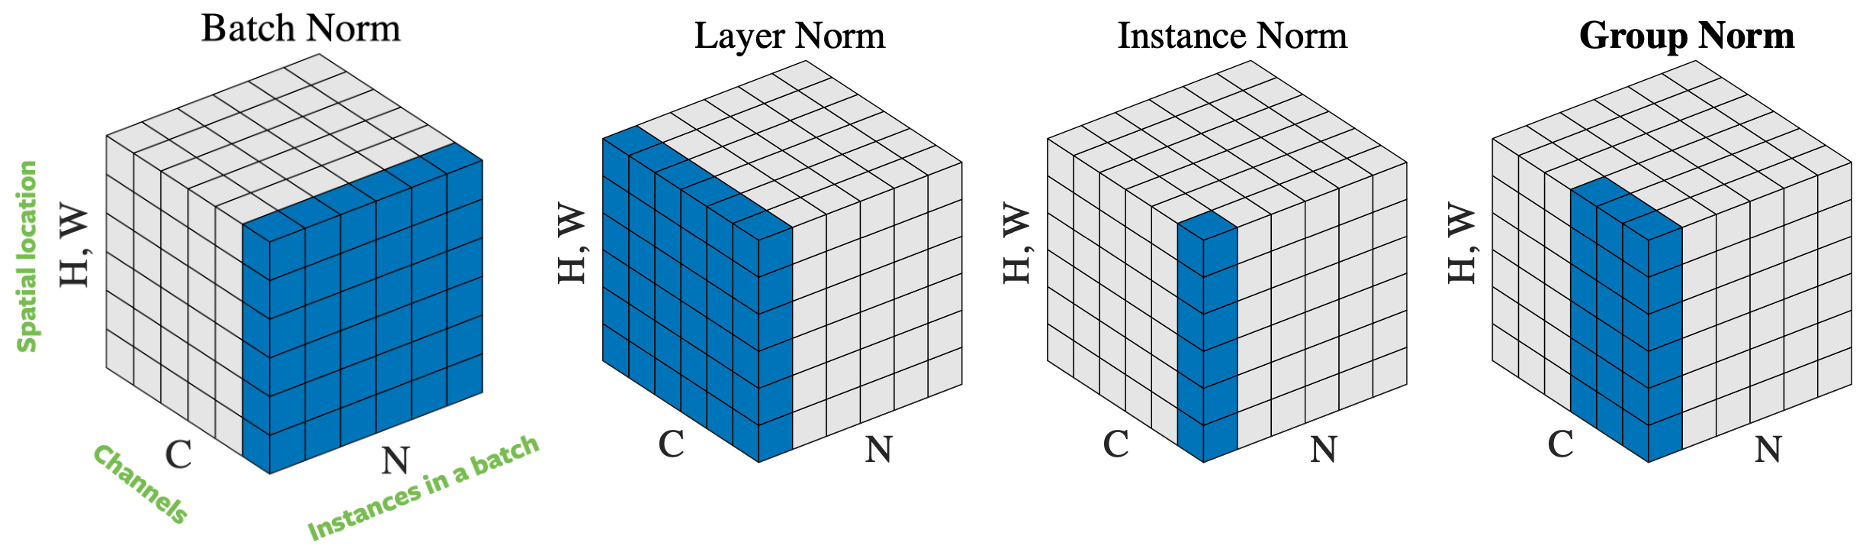 Batch Norm
Layer Norm
Instance Norm
Group Norm
Spatial location
H, W
H, W
H, W
H, W
C
N
C
N
C
N
C
N
Channels
Instances in a batch